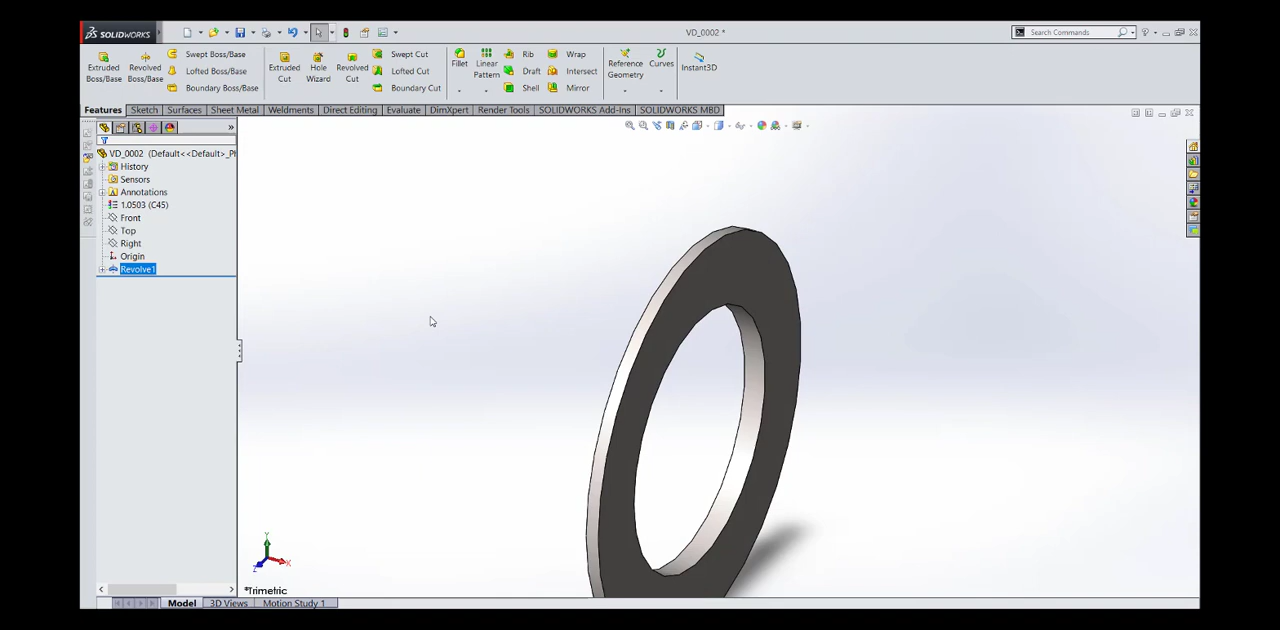 SOLIDWORKS
VD_0002 *
Search Commands
Extruded Boss/Base
Revolved Boss/Base
Swept Boss/Base
Lofted Boss/Base
Boundary Boss/Base
Extruded Cut
Hole Wizard
Revolved Cut
Swept Cut
Lofted Cut
Boundary Cut
Fillet
Linear Pattern
Rib
Draft
Shell
Wrap
Intersect
Mirror
Reference Geometry
Curves
Instant3D
Features Sketch Surfaces Sheet Metal Weldments Direct Editing Evaluate DimXpert Render Tools SOLIDWORKS Add-Ins SOLIDWORKS MBD
VD_0002 (Default<<Default>_Ph
History
Sensors
Annotations
1.0503 (C45)
Front
Top
Right
Origin
Revolve1
Y
X
Z
*Trimetric
Model 3D Views Motion Study 1